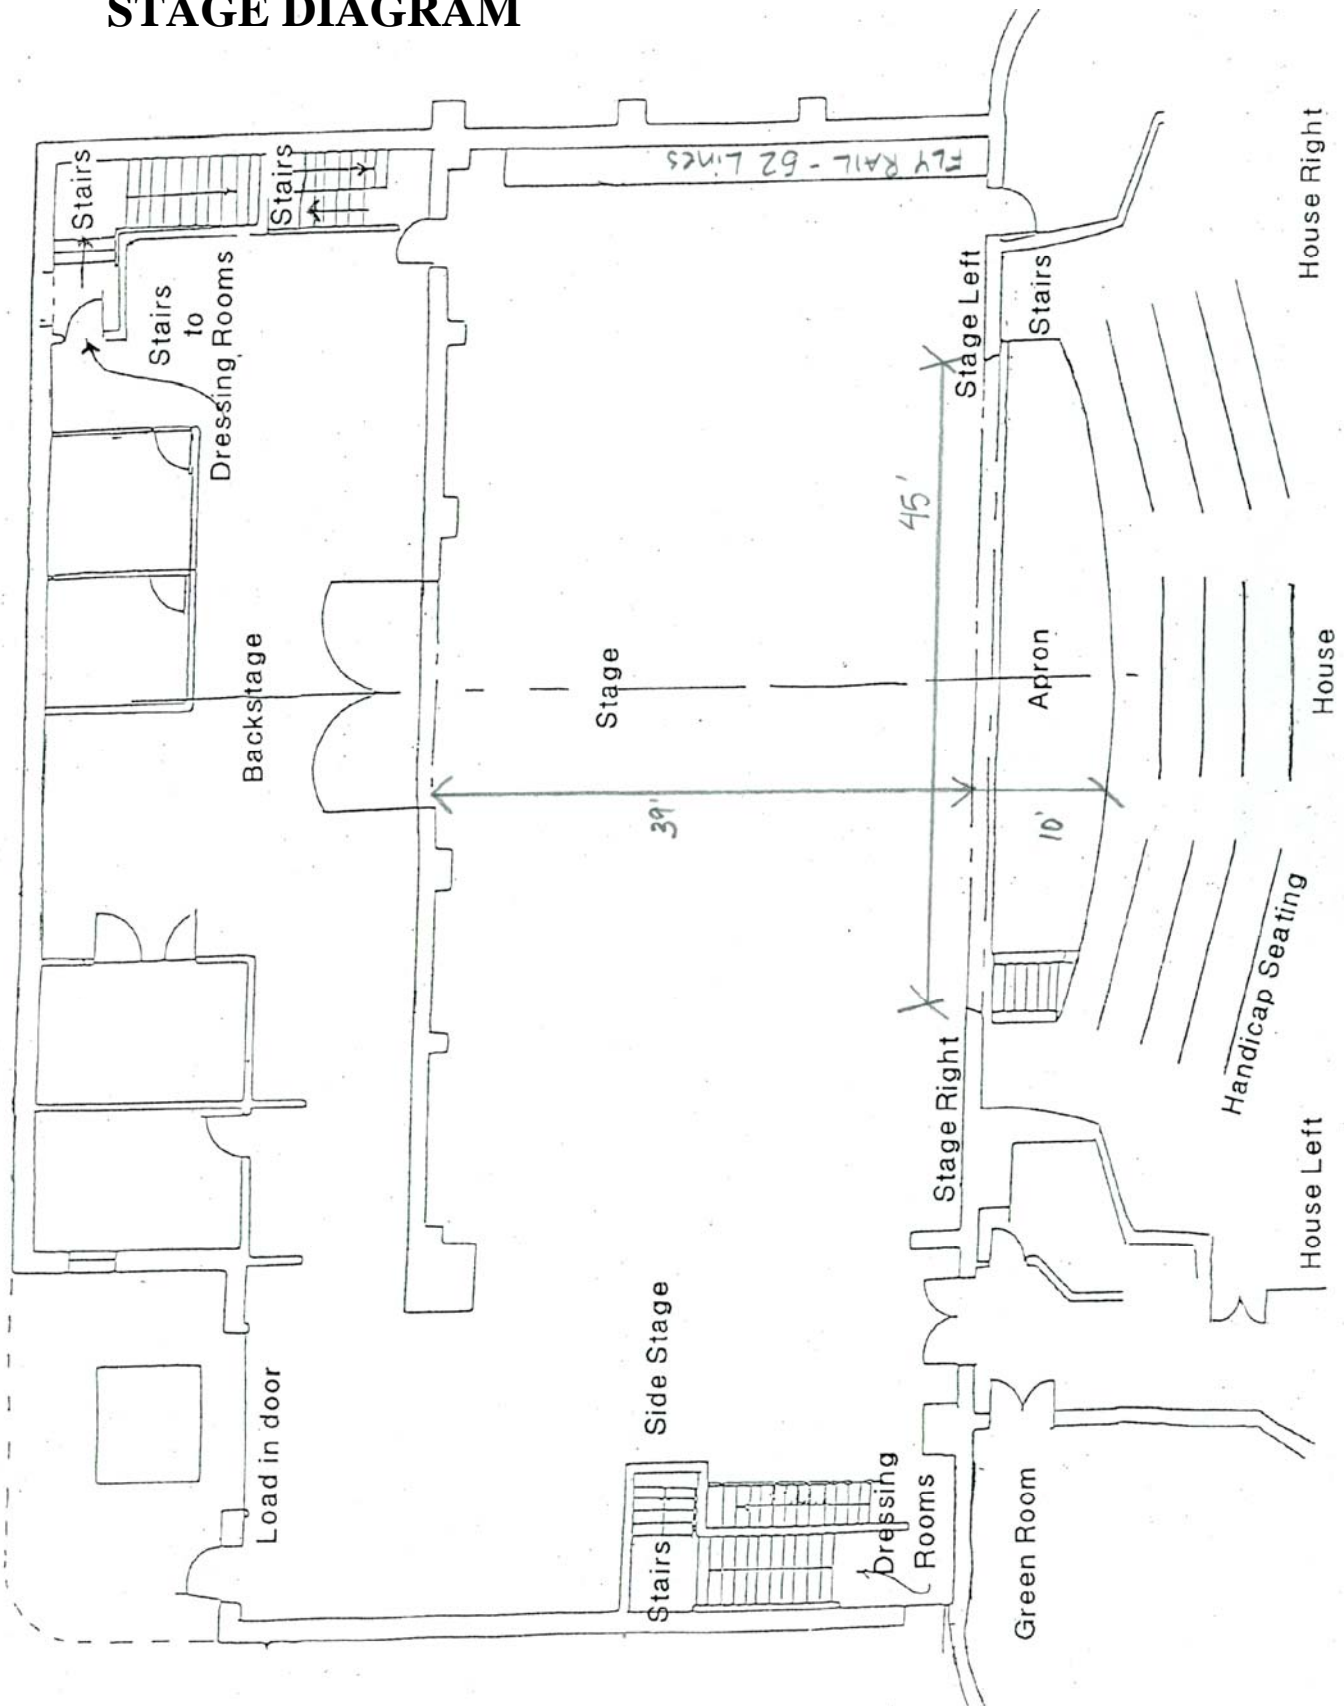 STAGE DIAGRAM
Stairs
Stairs
Stairs
to
Dressing Rooms
FLY RAIL - 52 Lines
Backstage
Stage
Stage Left
Stairs
45'
39'
10'
Apron
House Right
House
House Left
Handicap Seating
Stage Right
Side Stage
Load in door
Stairs
Dressing
Rooms
Green Room